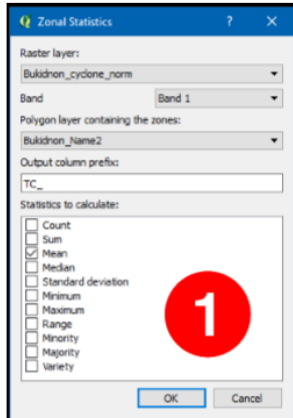 Zonal Statistics ? ×
Raster layer:
Bukidnon_cyclone_norm
Band Band 1
Polygon layer containing the zones:
Bukidnon_Name2
Output column prefix:
TC_
Statistics to calculate:
Count
Sum
Mean
Median
Standard deviation
Minimum
Maximum
Range
Minority
Majority
Variety
1
OK Cancel